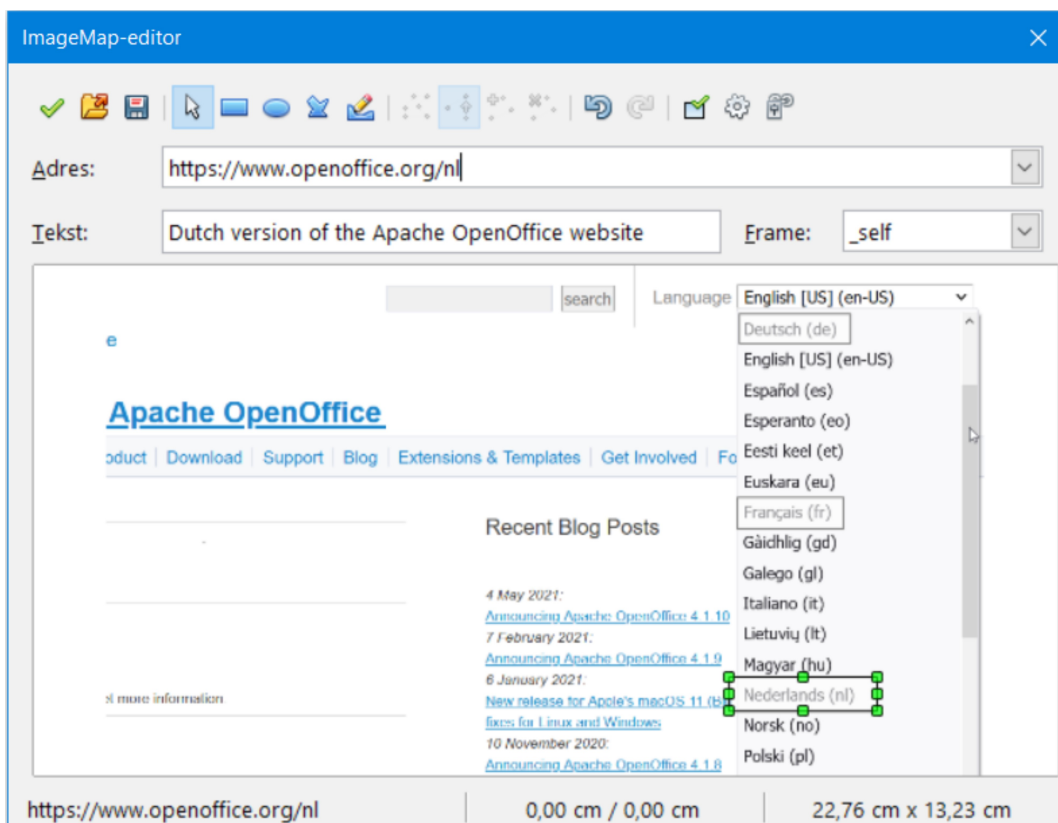 ImageMap-editor
Adres: https://www.openoffice.org/nl
Tekst: Dutch version of the Apache OpenOffice website Frame: _self
search Language English [US] (en-US)
Deutsch (de)
e
English [US] (en-US)
Español (es)
Apache OpenOffice
Esperanto (eo)
oduct Download Support Blog Extensions & Templates Get Involved Fo
Eesti keel (et)
Euskara (eu)
Français (fr)
Recent Blog Posts
Gàidhlig (gd)
Galego (gl)
4 May 2021:
Italiano (it)
Announcing Apache OpenOffice 4.1.10
7 February 2021:
Lietuvių (lt)
Announcing Apache OpenOffice 4.1.9
Magyar (hu)
6 January 2021:
et more information
New release for Apple's macOS 11 (Bi
Nederlands (nl)
fixes for Linux and Windows
Norsk (no)
10 November 2020:
Polski (pl)
Announcing Apache OpenOffice 4.1.8
https://www.openoffice.org/nl 0,00 cm / 0,00 cm 22,76 cm x 13,23 cm